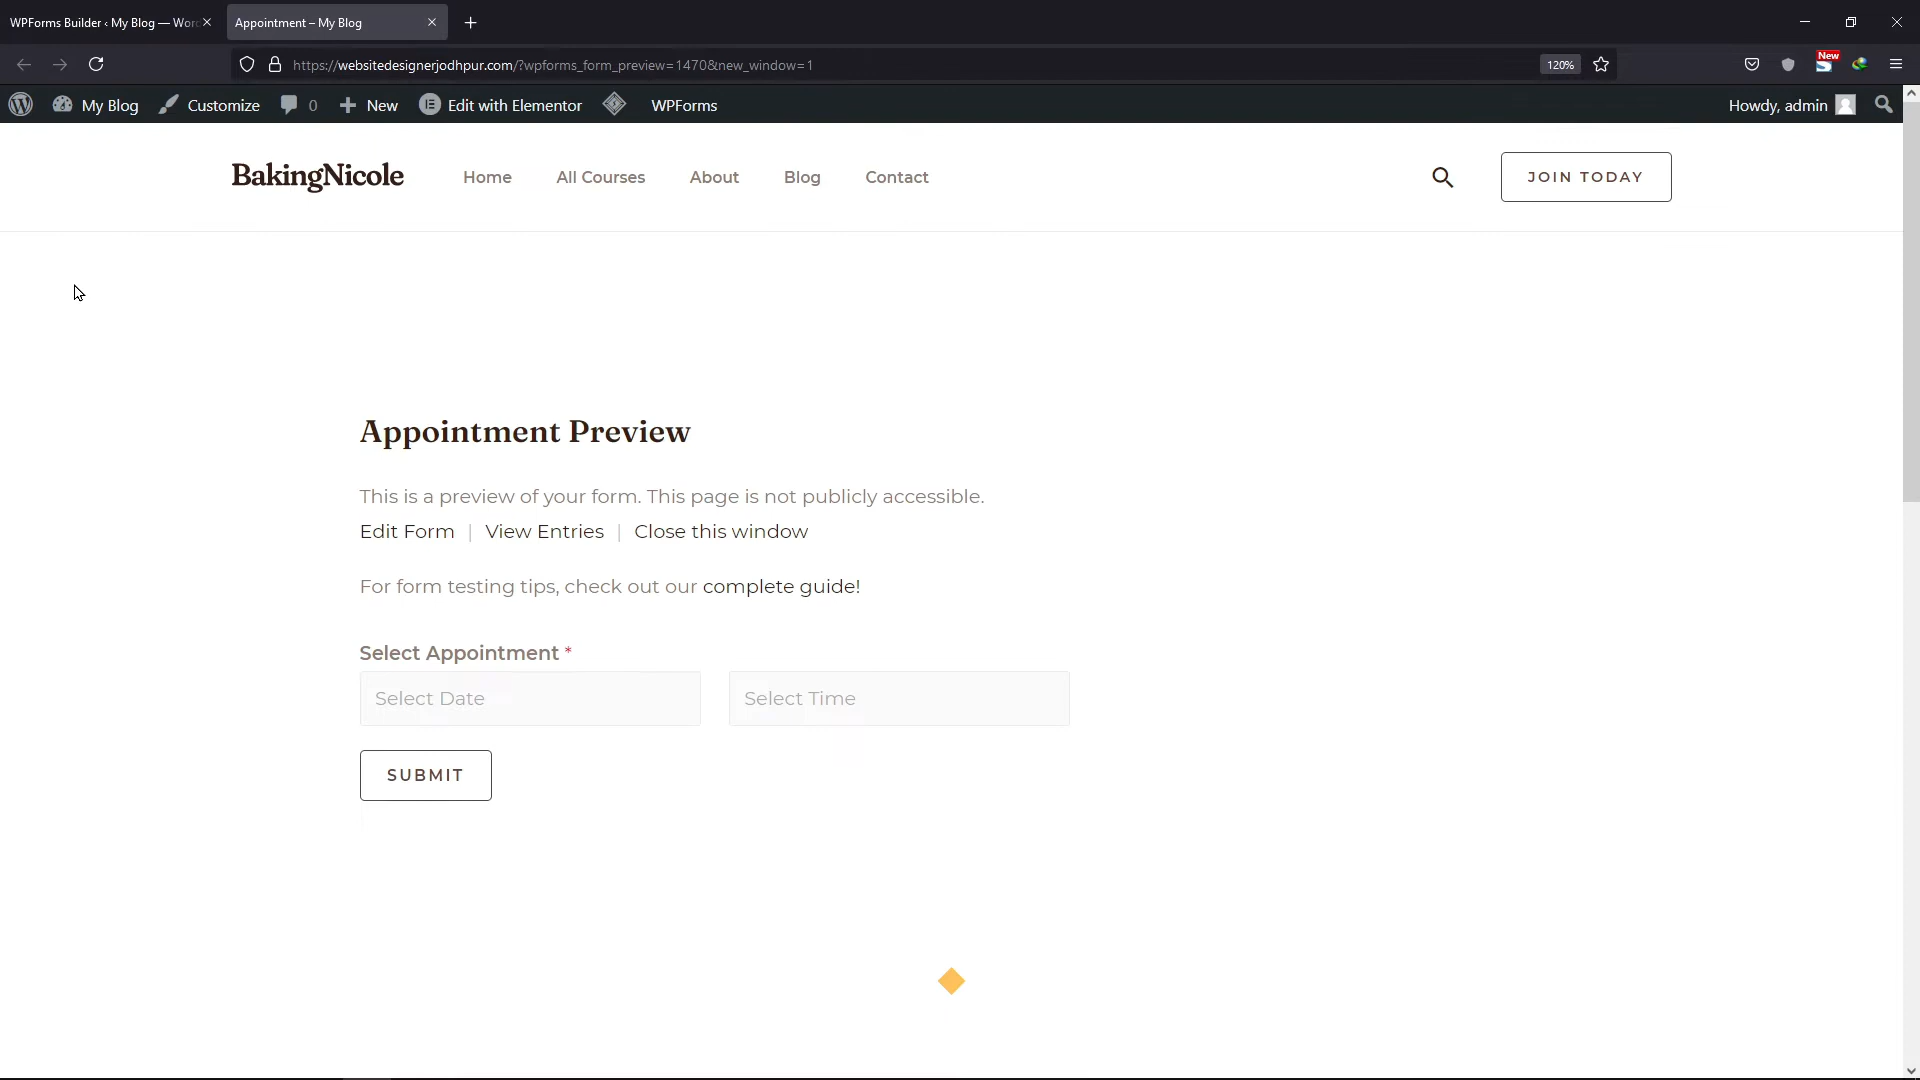 WPForms Builder ‹ My Blog — Wor
Appointment – My Blog
https://websitedesignerjodhpur.com/?wpforms_form_preview=1470&new_window=1
120%
New
My Blog
Customize
0
New
Edit with Elementor
WPForms
Howdy, admin
BakingNicole
Home
All Courses
About
Blog
Contact
JOIN TODAY
Appointment Preview
This is a preview of your form. This page is not publicly accessible.
Edit Form | View Entries | Close this window
For form testing tips, check out our complete guide!
Select Appointment *
Select Date
Select Time
SUBMIT